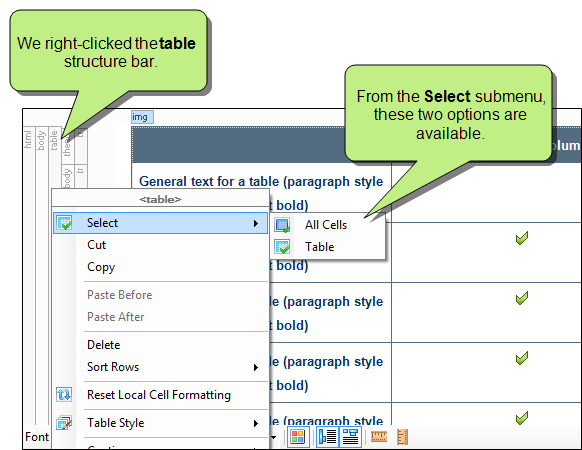 We right-clicked the table
structure bar.
From the Select submenu,
these two options are
available.
img
html
body
table
tr
body
tr
olum
General text for a table (paragraph style
t bold)
<table>
Select
Cut
Copy
Paste Before
Paste After
Delete
Sort Rows
Reset Local Cell Formatting
Table Style
All Cells
Table
t bold)
le (paragraph style
t bold)
le (paragraph style
t bold)
le (paragraph style
Font